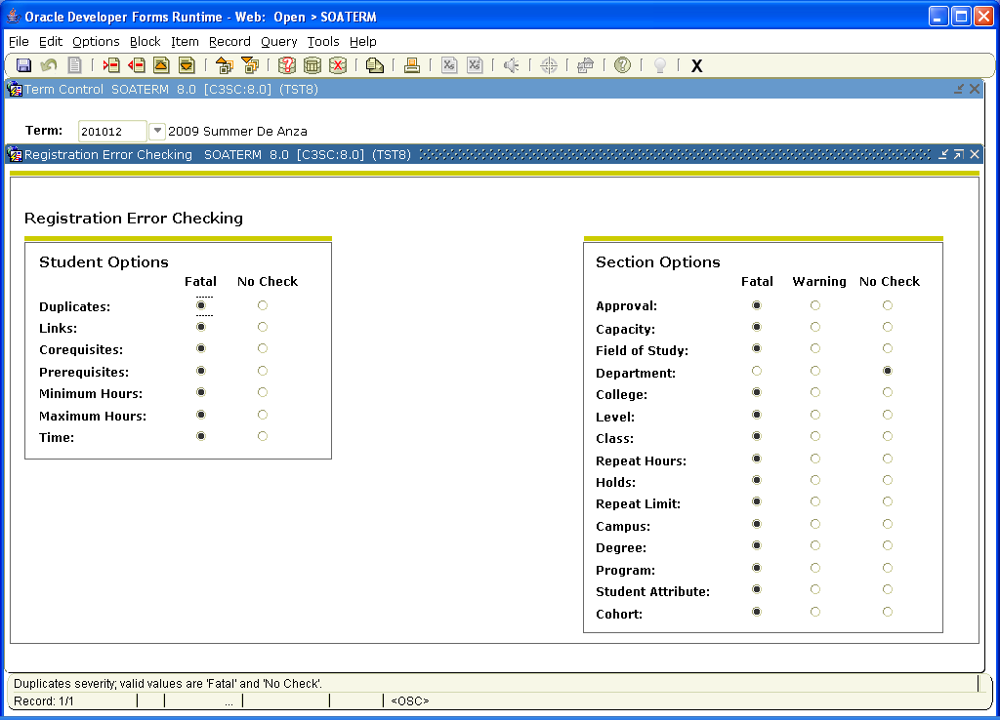 Oracle Developer Forms Runtime - Web: Open > SOATERM
File Edit Options Block Item Record Query Tools Help
X
Term Control SOATERM 8.0 [C3SC:8.0] (TST8)
Term: 201012 2009 Summer De Anza
Registration Error Checking SOATERM 8.0 [C3SC:8.0] (TST8)
Registration Error Checking
Student Options
Fatal No Check
Duplicates:
Links:
Corequisites:
Prerequisites:
Minimum Hours:
Maximum Hours:
Time:
Section Options
Fatal Warning No Check
Approval:
Capacity:
Field of Study:
Department:
College:
Level:
Class:
Repeat Hours:
Holds:
Repeat Limit:
Campus:
Degree:
Program:
Student Attribute:
Cohort:
Duplicates severity; valid values are 'Fatal' and 'No Check'.
Record: 1/1 ... <OSC>